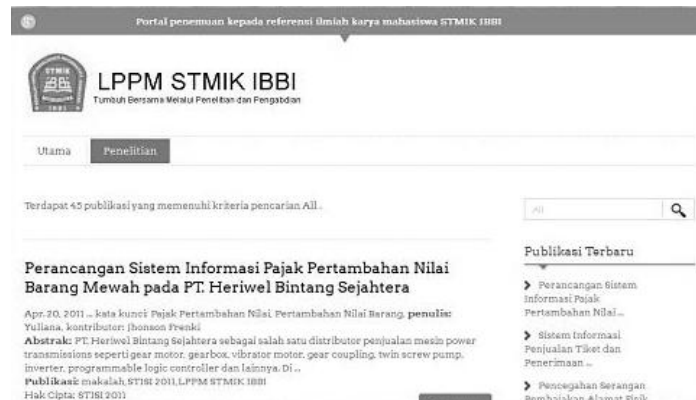 Portal penemuan kepada referensi ilmiah karya mahasiswa STMIK IBBI
STMIK
IBBI
LPPM STMIK IBBI
Tumbuh Bersama Melalui Penelitian dan Pengabdian
Utama
Penelitian
Terdapat 45 publikasi yang memenuhi kriteria pencarian All .
All
Perancangan Sistem Informasi Pajak Pertambahan Nilai
Barang Mewah pada PT. Heriwel Bintang Sejahtera
Apr.20, 2011 ... kata kunci: Pajak Pertambahan Nilai, Pertambahan Nilai Barang, penulis:
Yuliana, kontributor: Jhonson Frenki
Abstrak: PT. Heriwel Bintang Sejahtera sebagai salah satu distributor penjualan mesin power
transmissions seperti gear motor, gearbox, vibrator motor, gear coupling, twin screw pump,
inverter, programmable logic controller dan lainnya. Di ...
Publikasi: makalah, STISI 2011, LPPM STMIK IBBI
Hak Cipta: STISI 2011
Publikasi Terbaru
Perancangan Sistem
Informasi Pajak
Pertambahan Nilai ...
Sistem Informasi
Penjualan Tiket dan
Penerimaan ...
Pencegahan Serangan
Pembajakan Alamat Fisik